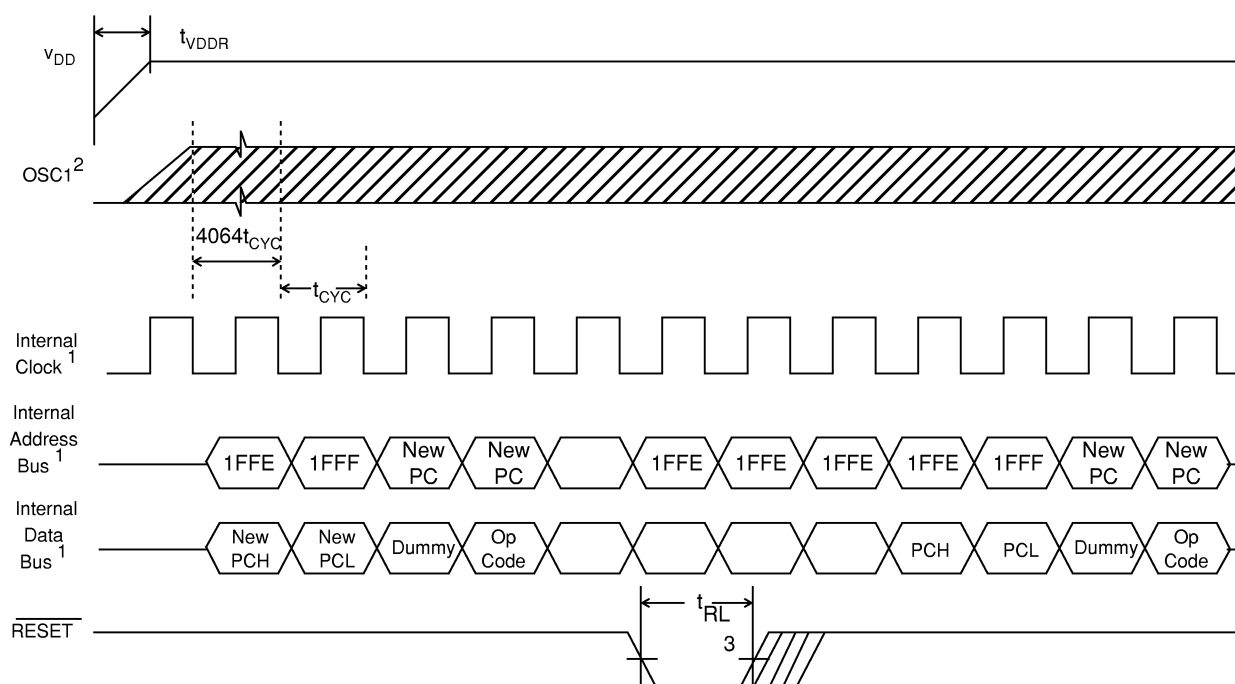 tVDDR
VDD
OSC1²
4064tCYC
tCYC
Internal
Clock 1
Internal
Address
Bus 1
1FFE 1FFF New PC New PC 1FFE 1FFE 1FFE 1FFE 1FFF New PC New PC
Internal
Data
Bus 1
New PCH New PCL Dummy Op Code PCH PCL Dummy Op Code
tRL
RESET
3